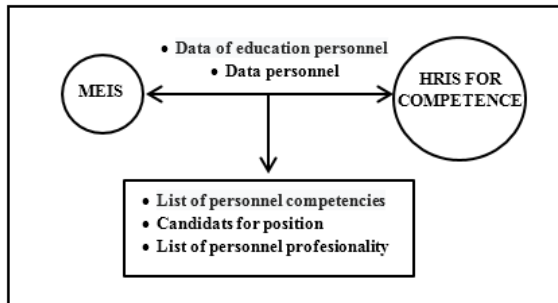 • Data of education personnel
• Data personnel
MEIS
HRIS FOR
COMPETENCE
• List of personnel competencies
• Candidats for position
• List of personnel profesionality